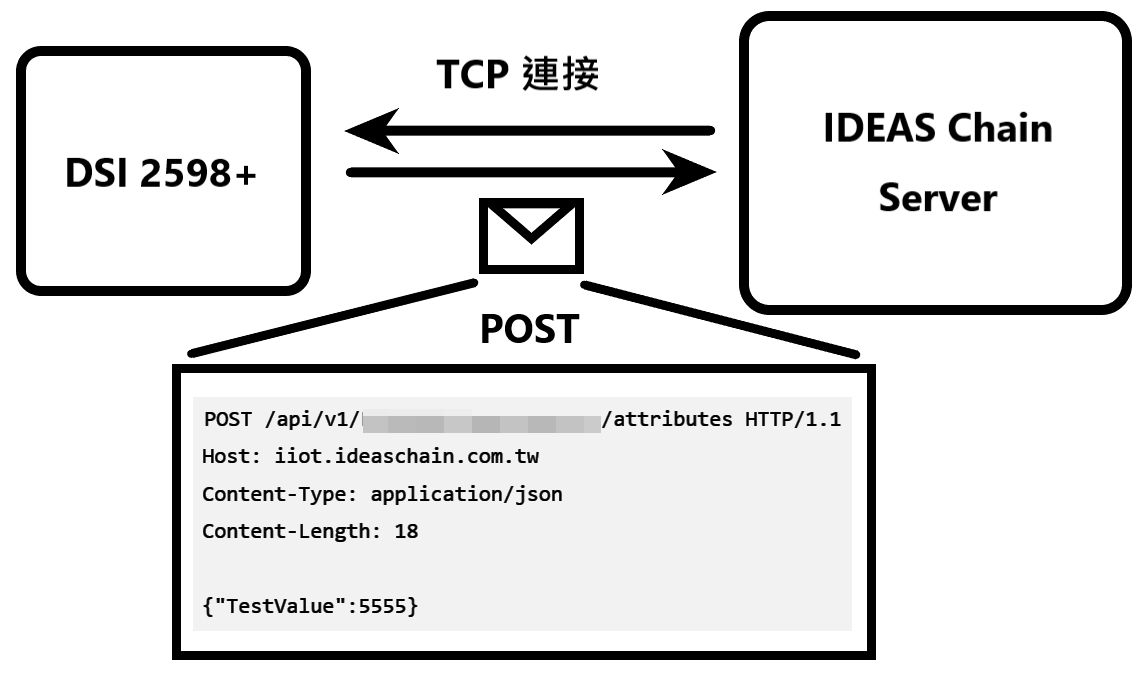 TCP 連接
DSI 2598+
IDEAS Chain
Server
POST
POST /api/v1/ /attributes HTTP/1.1
Host: iiot.ideaschain.com.tw
Content-Type: application/json
Content-Length: 18
{"TestValue":5555}